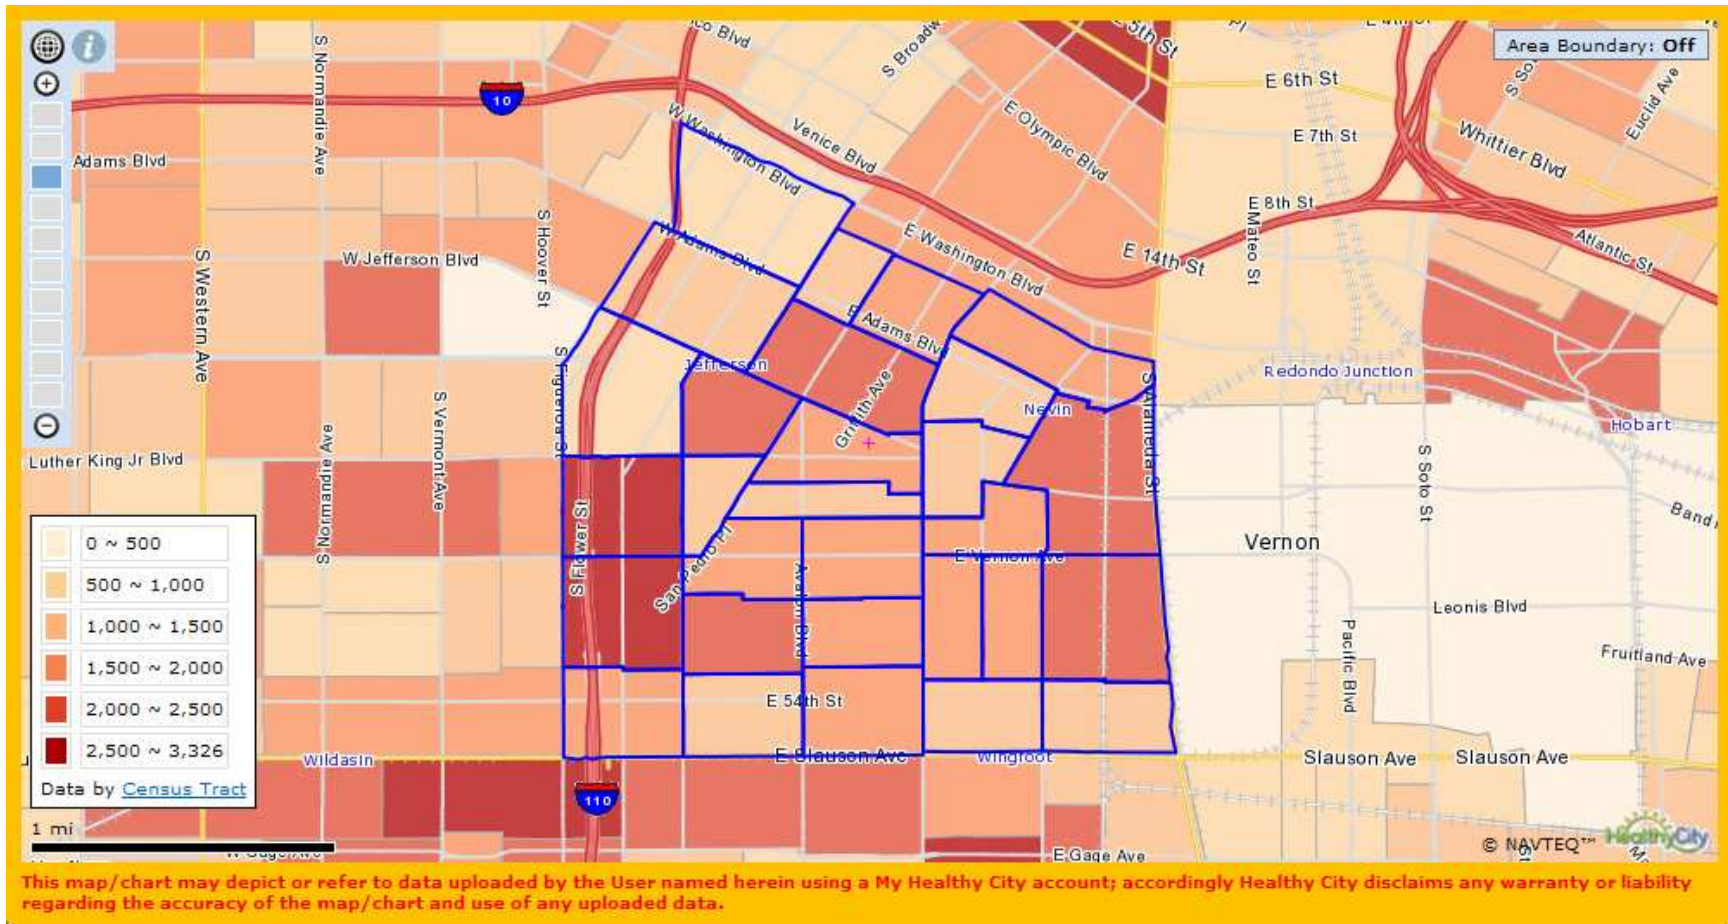 co Blvd
S Broadw
E 5th St
Area Boundary: Off
S Normandie Ave
10
E 6th St
E Olympic Blvd
Euclid Ave
W Washington Blvd
Venice Blvd
E 7th St
Whittier Blvd
Adams Blvd
E 8th St
S Hoover St
W Adams Blvd
E Washington Blvd
E 14th St
Mateo St
Atlantic St
S Western Ave
W Jefferson Blvd
E Adams Blvd
S Figueroa St
Jefferson
S Alameda St
Redondo Junction
S Vermont Ave
Griffith Ave
Nevin
Hobart
Luther King Jr Blvd
S Normandie Ave
S Soto St
Band
S Flower St
San Pedro Pl
E Vernon Ave
Vernon
Avalon Blvd
Leonis Blvd
Pacific Blvd
Fruitland Ave
0 ~ 500
500 ~ 1,000
1,000 ~ 1,500
1,500 ~ 2,000
2,000 ~ 2,500
2,500 ~ 3,326
Data by Census Tract
E 54th St
Wildasin
E Slauson Ave
Wingfoot
Slauson Ave
Slauson Ave
110
1 mi
HealthyCity
© NAVTEQ™
W Gage Ave
E Gage Ave
This map/chart may depict or refer to data uploaded by the User named herein using a My Healthy City account; accordingly Healthy City disclaims any warranty or liability
regarding the accuracy of the map/chart and use of any uploaded data.